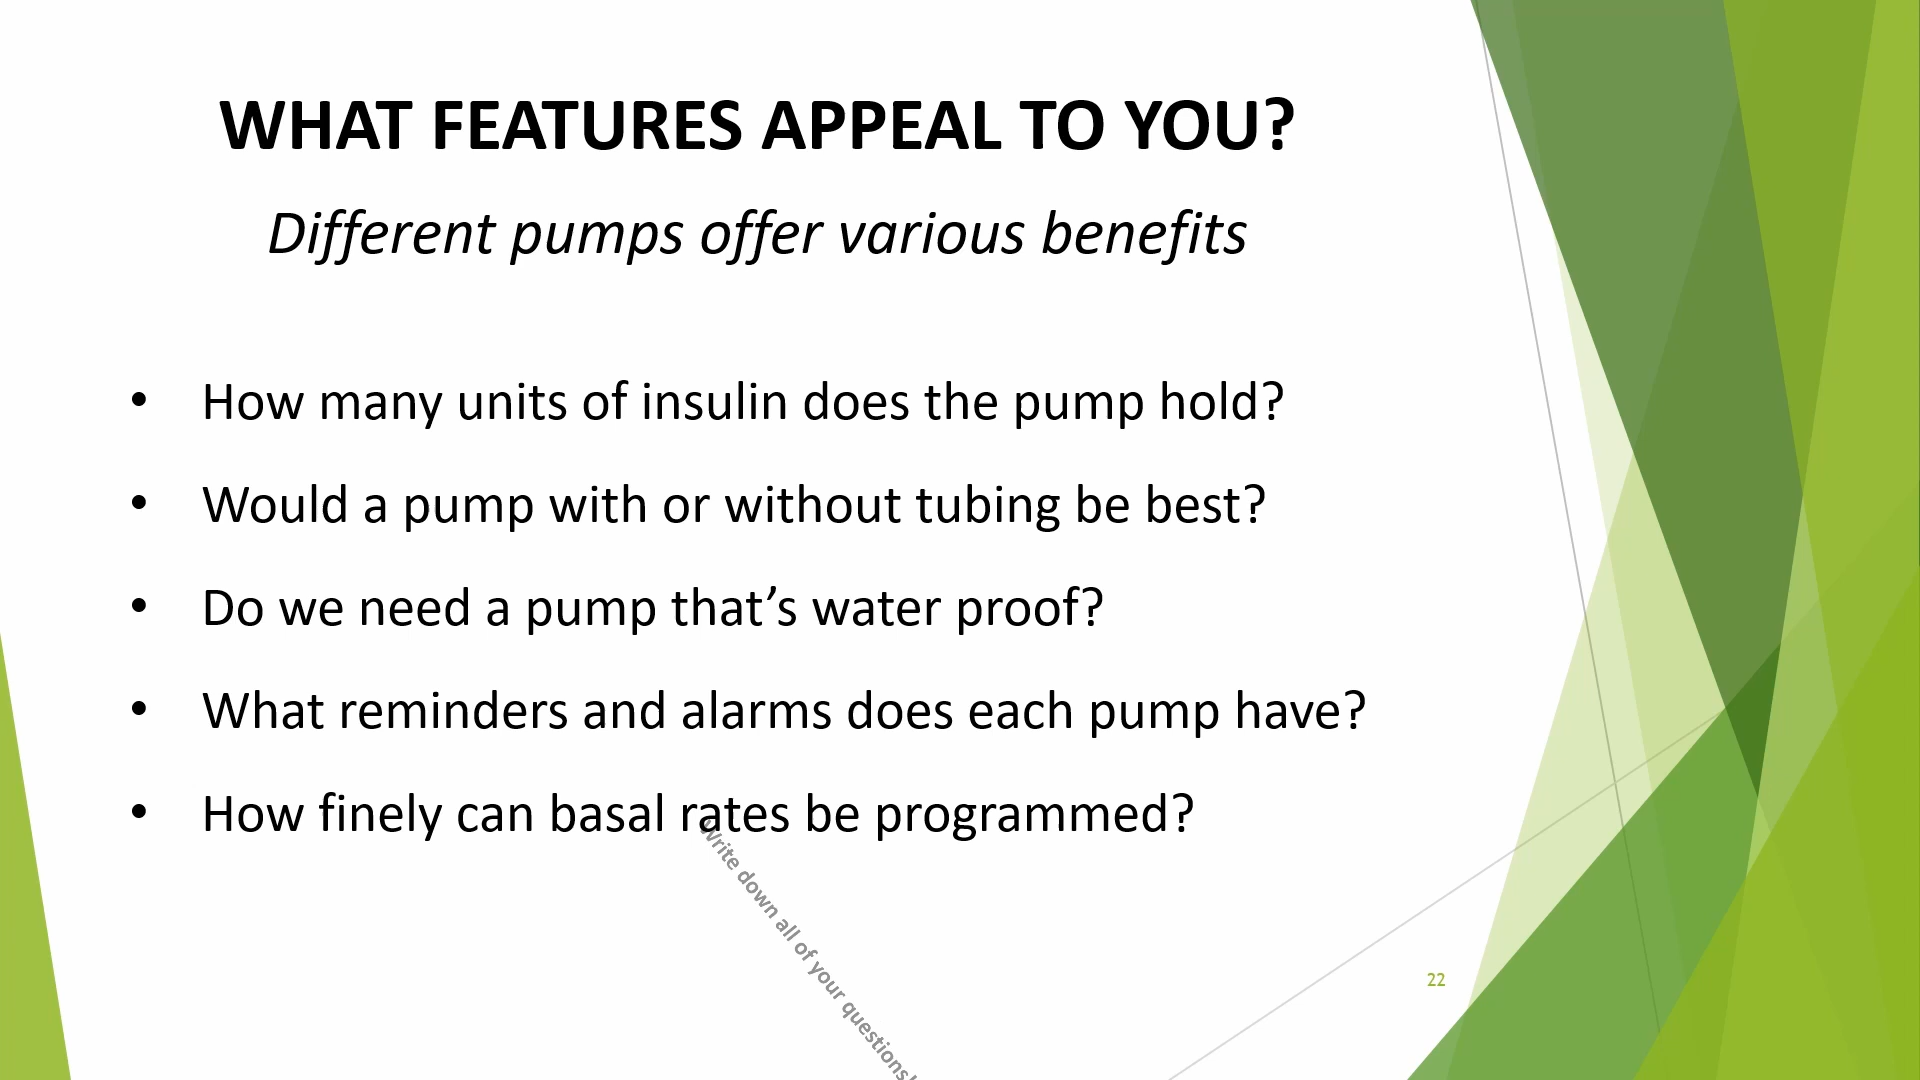 WHAT FEATURES APPEAL TO YOU?
Different pumps offer various benefits
• How many units of insulin does the pump hold?
• Would a pump with or without tubing be best?
• Do we need a pump that’s water proof?
• What reminders and alarms does each pump have?
• How finely can basal rates be programmed?
Write down all of your questions!
22